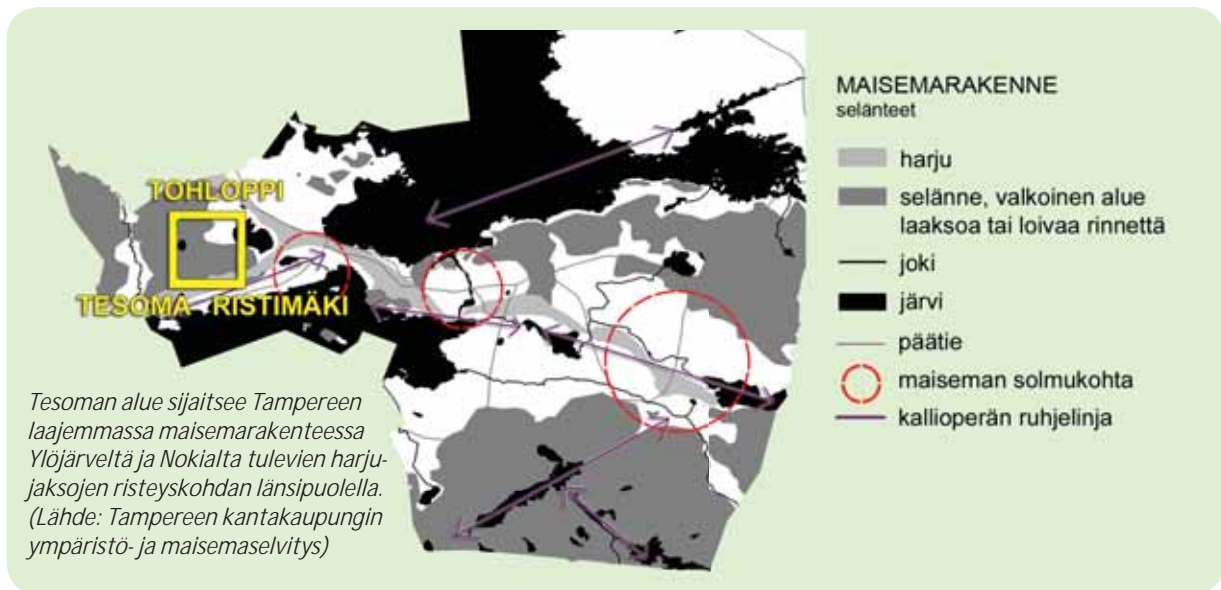 TOHLOPPI
TESOMA
RISTIMÄKI
Tesoman alue sijaitsee Tampereen
laajemmassa maisemarakenteessa
Ylöjärveltä ja Nokialta tulevien harju-
jaksojen risteyskohdan länsipuolella.
(Lähde: Tampereen kantakaupungin
ympäristö- ja maisemaselvitys)
MAISEMARAKENNE
selänteet
harju
selänne, valkoinen alue
laaksoa tai loivaa rinnettä
joki
järvi
päätie
maiseman solmukohta
kallioperän ruhjelinja